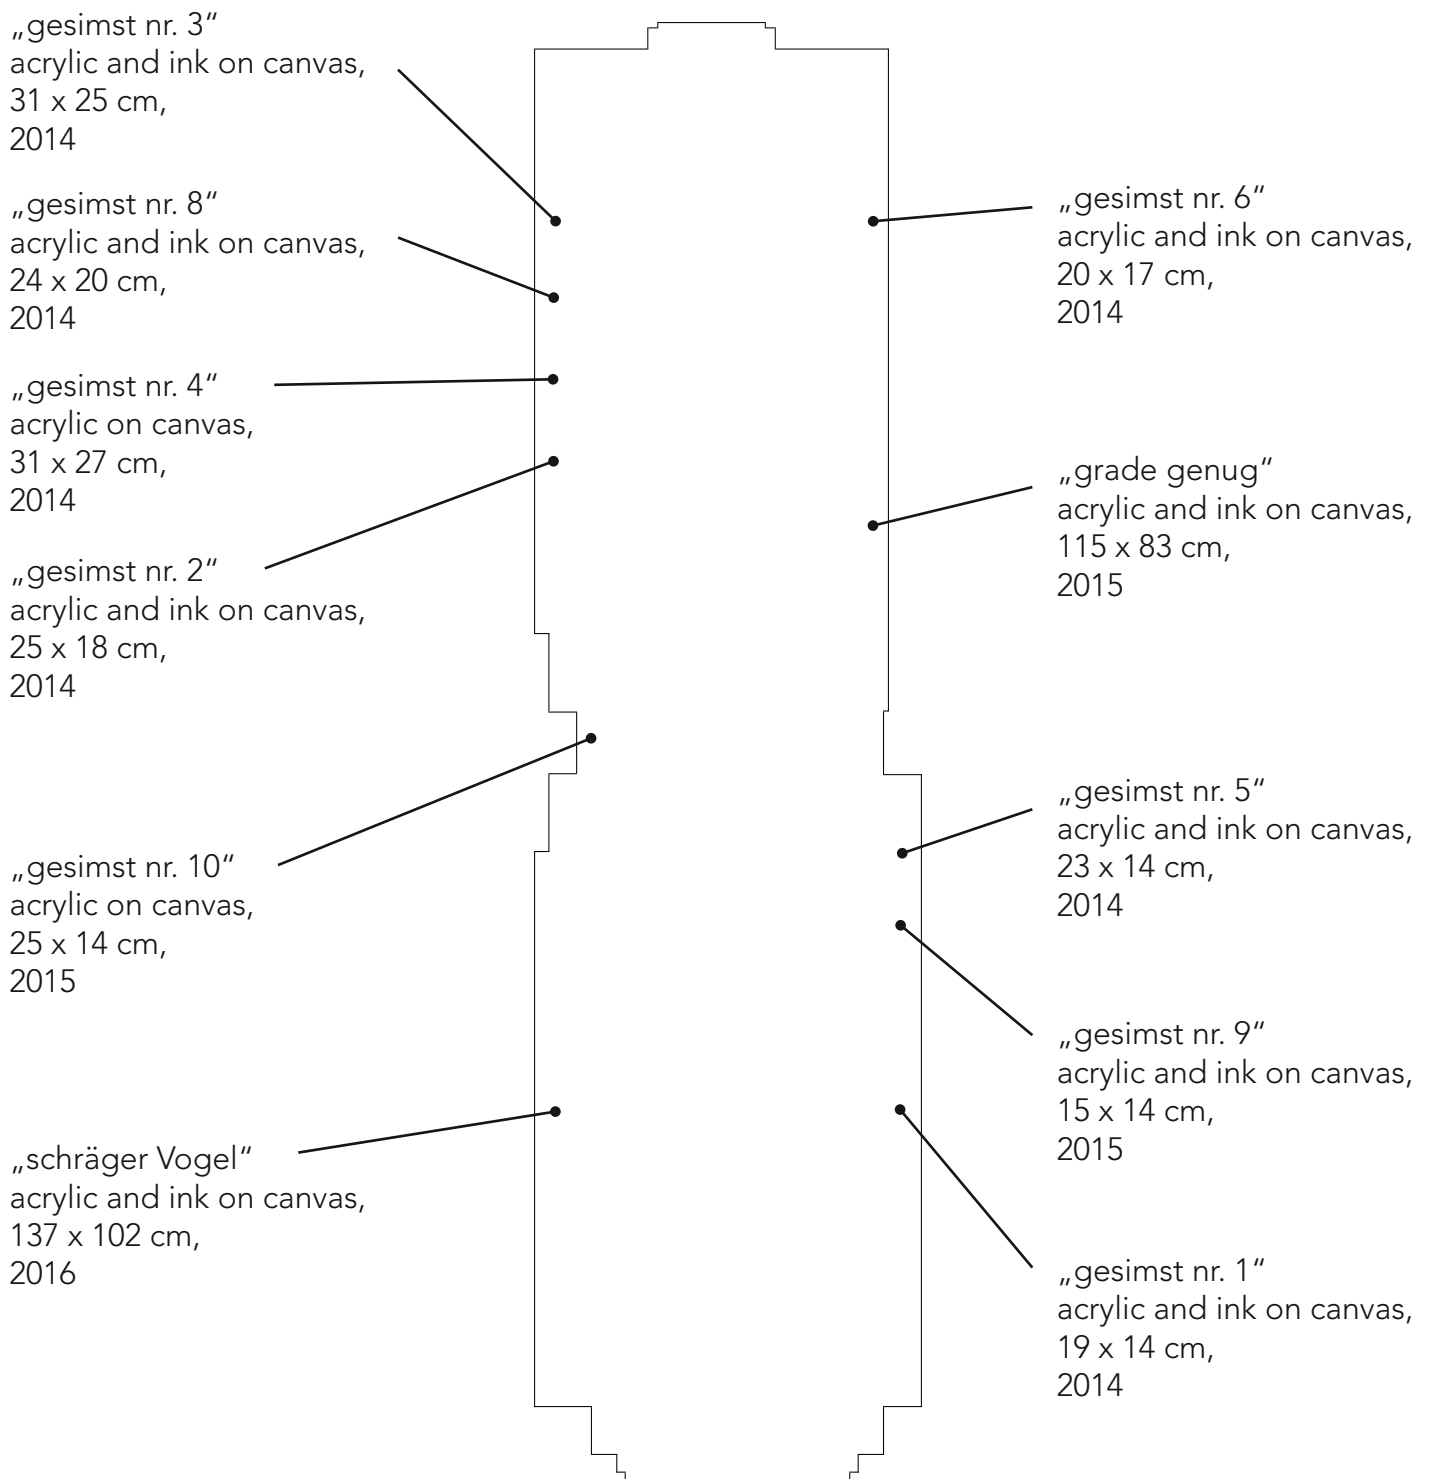 „gesimst nr. 3“
acrylic and ink on canvas,
31 x 25 cm,
2014
„gesimst nr. 8“
acrylic and ink on canvas,
24 x 20 cm,
2014
„gesimst nr. 4“
acrylic on canvas,
31 x 27 cm,
2014
„gesimst nr. 2“
acrylic and ink on canvas,
25 x 18 cm,
2014
„gesimst nr. 10“
acrylic on canvas,
25 x 14 cm,
2015
„schräger Vogel“
acrylic and ink on canvas,
137 x 102 cm,
2016
„gesimst nr. 6“
acrylic and ink on canvas,
20 x 17 cm,
2014
„grade genug“
acrylic and ink on canvas,
115 x 83 cm,
2015
„gesimst nr. 5“
acrylic and ink on canvas,
23 x 14 cm,
2014
„gesimst nr. 9“
acrylic and ink on canvas,
15 x 14 cm,
2015
„gesimst nr. 1“
acrylic and ink on canvas,
19 x 14 cm,
2014